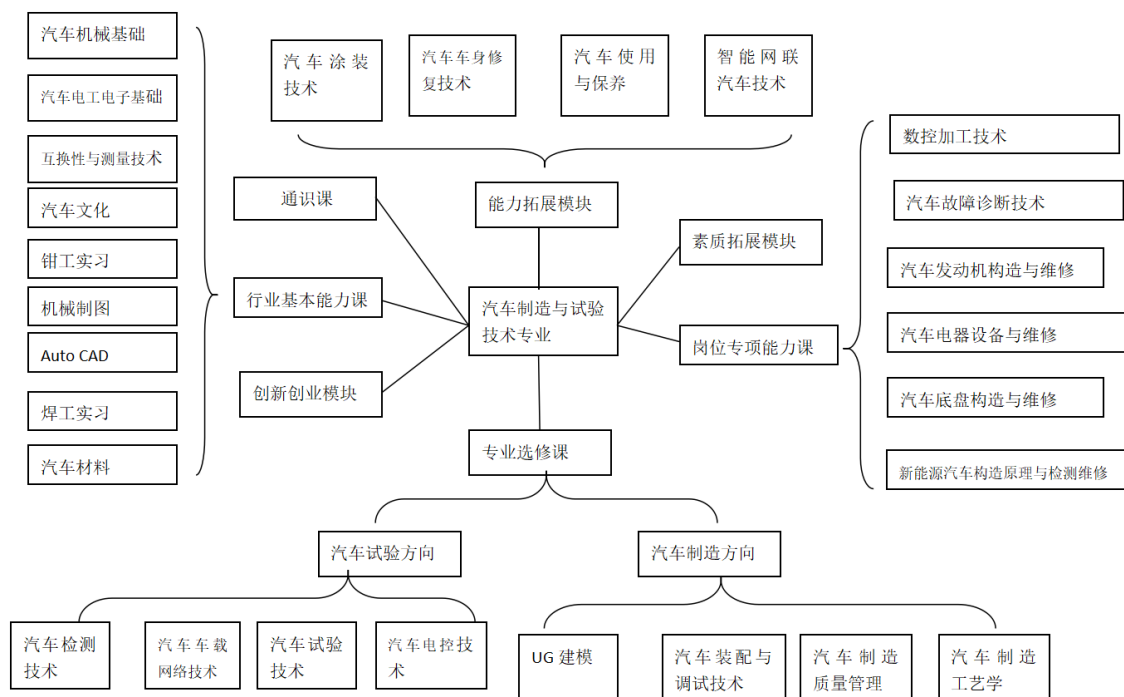 汽车机械基础
汽车电工电子基础
互换性与测量技术
汽车文化
钳工实习
机械制图
Auto CAD
焊工实习
汽车材料
汽车涂装
技术
汽车车身修
复技术
汽车使用
与保养
智能网联
汽车技术
通识课
能力拓展模块
素质拓展模块
行业基本能力课
汽车制造与试验
技术专业
岗位专项能力课
创新创业模块
专业选修课
数控加工技术
汽车故障诊断技术
汽车发动机构造与维修
汽车电器设备与维修
汽车底盘构造与维修
新能源汽车构造原理与检测维修
汽车试验方向
汽车制造方向
汽车检测
技术
汽车车载
网络技术
汽车试验
技术
汽车电控技
术
UG 建模
汽车装配与
调试技术
汽车制造
质量管理
汽车制造
工艺学